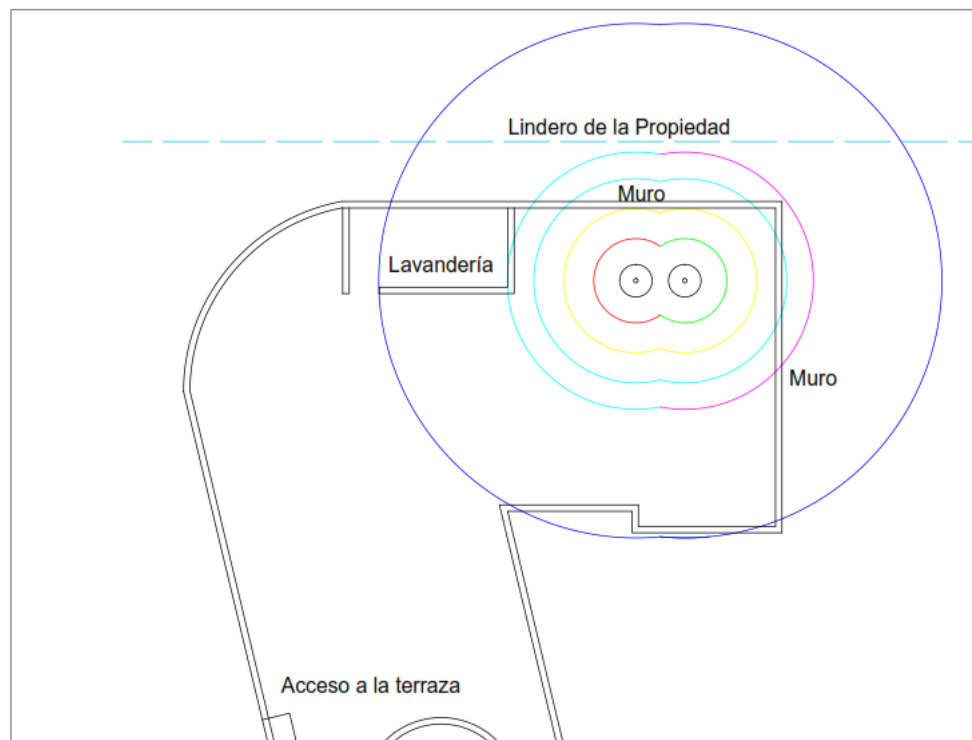 Lindero de la Propiedad
Muro
Lavandería
Muro
Acceso a la terraza